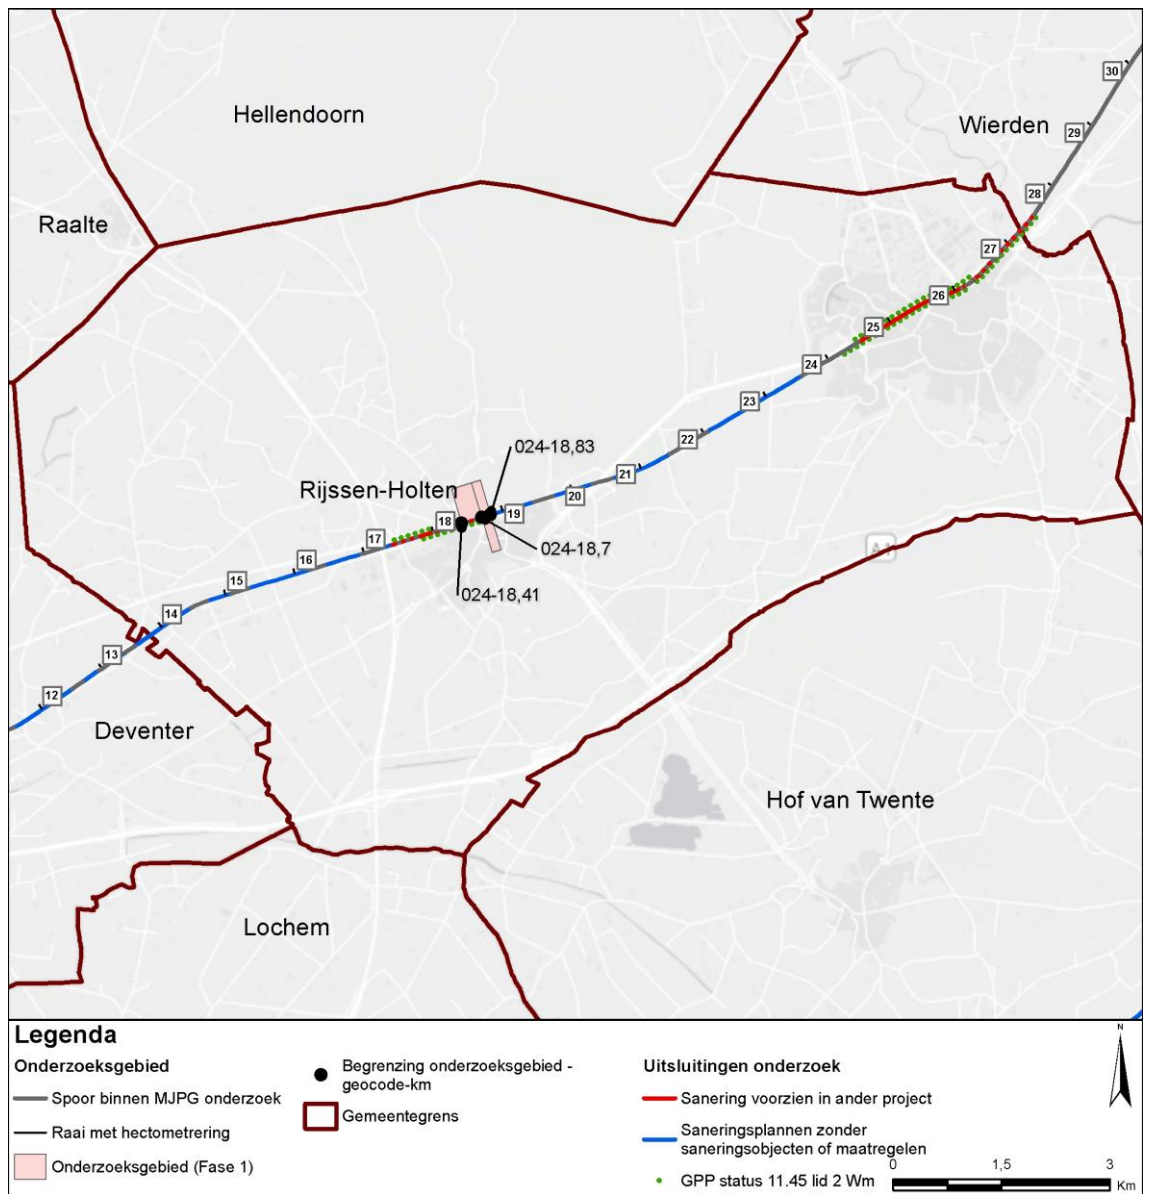 Hellendoorn
Wierden
Raalte
30
29
28
27
26
25
24
23
22
21
20
19
18
17
16
15
14
13
12
024-18,83
Rijssen-Holten
024-18,7
024-18,41
A1
Deventer
Hof van Twente
Lochem
Legenda
Onderzoeksgebied
Spoor binnen MJPG onderzoek
Raai met hectometrering
Onderzoeksgebied (Fase 1)
Begrenzing onderzoeksgebied -
geocode-km
Gemeentegrens
Uitsluitingen onderzoek
Sanering voorzien in ander project
Saneringsplannen zonder
saneringsobjecten of maatregelen
GPP status 11.45 lid 2 Wm
N
0 1,5 3
Km